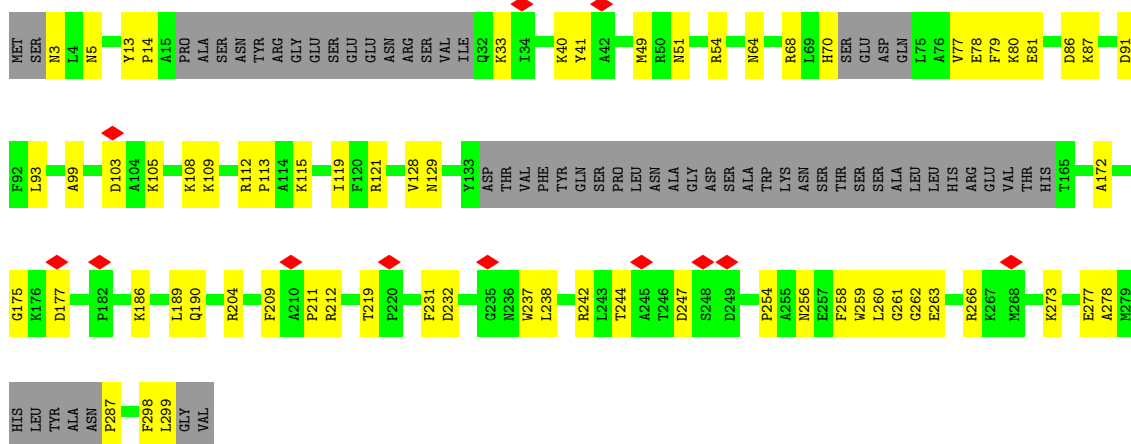 MET SER N3 L4 N5 Y13 P14 A15 PRO ALA SER ASN TYR ARG GLY GLU SER GLU GLU ASN ARG SER VAL ILE Q32 K33 I34 K40 Y41 A42 M49 R50 N51 R54 N64 R68 L69 H70 SER GLU ASP GLN L75 A76 V77 E78 F79 K80 E81 D86 K87 D91
F92 L93 A99 D103 A104 K105 K108 K109 R112 P113 A114 K115 I119 F120 R121 V128 N129 Y133 ASP THR VAL PHE TYR GLN SER PRO LEU ASN ALA GLY ASP SER ALA TRP LYS ASN SER THR SER SER ALA LEU LEU HIS ARG GLU VAL THR HIS T165 A172
G175 K176 D177 P182 K186 L189 Q190 R204 F209 A210 P211 R212 T219 P220 F231 D232 G235 N236 W237 L238 R242 L243 T244 A245 T246 D247 S248 D249 P254 A255 N256 E257 F258 W259 L260 G261 G262 E263 R266 K267 M268 K273 E277 A278 M279
HIS LEU TYR ALA ASN P287 F298 L299 GLY VAL